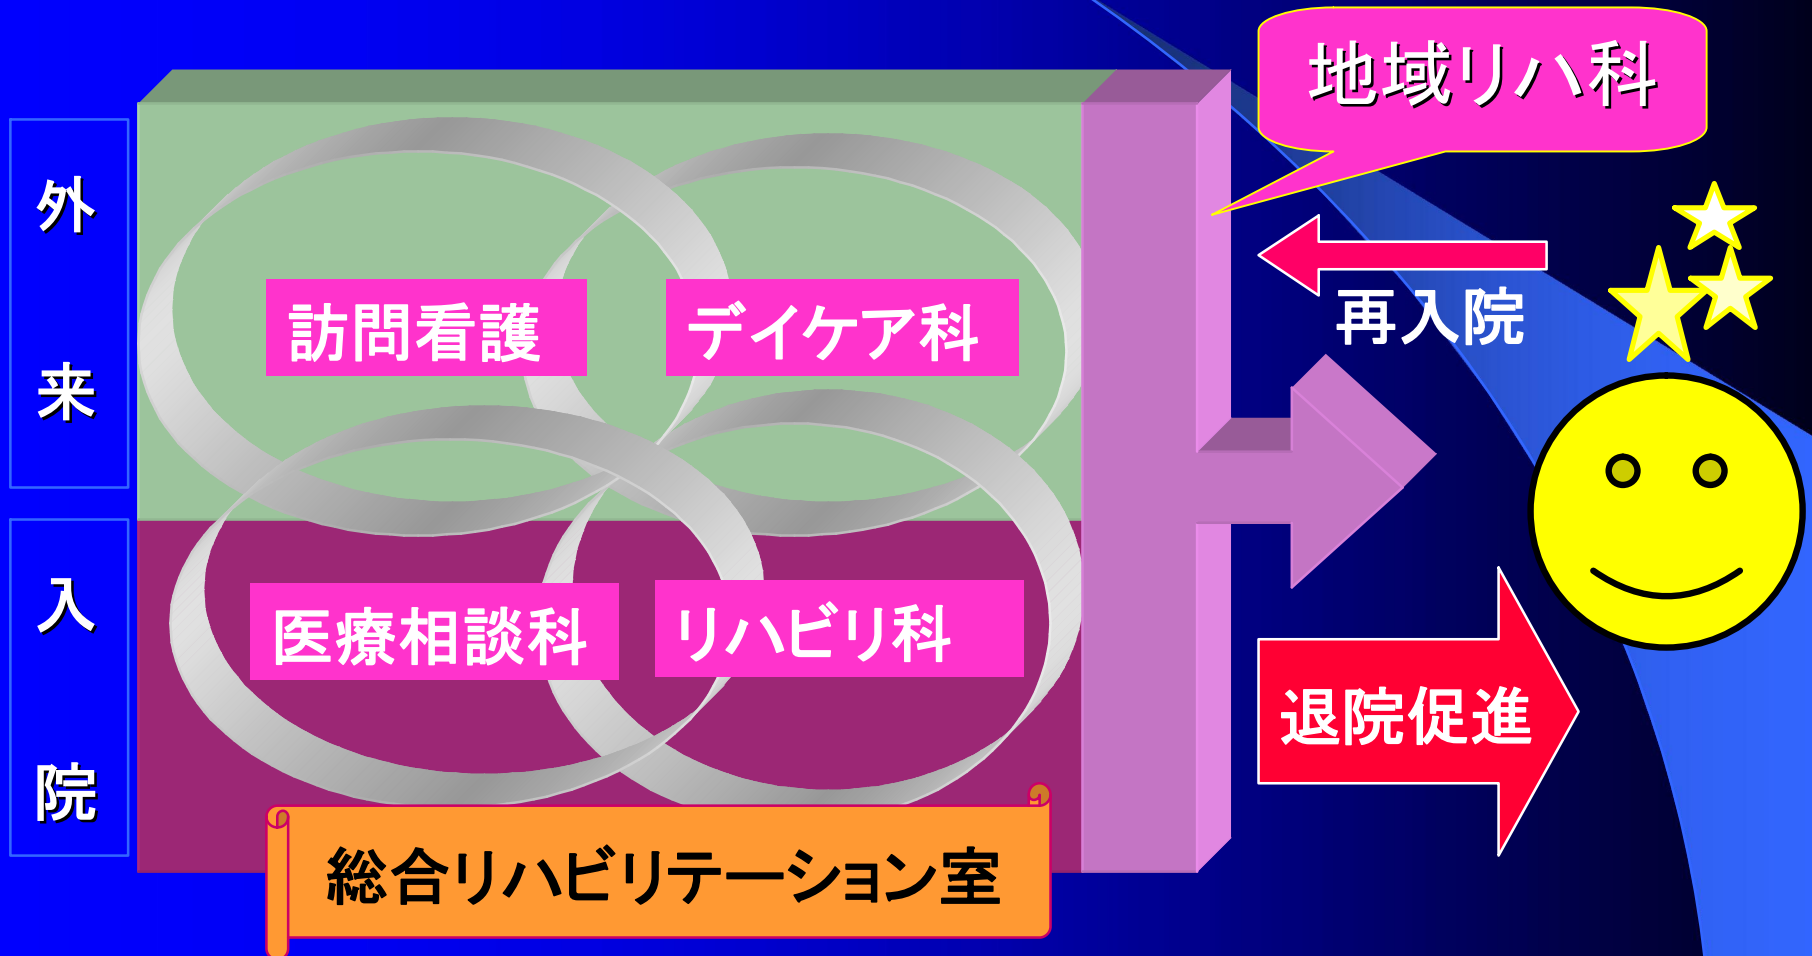 地域リハ科
外来
訪問看護
デイケア科
再入院
入院
医療相談科
リハビリ科
退院促進
総合リハビリテーション室